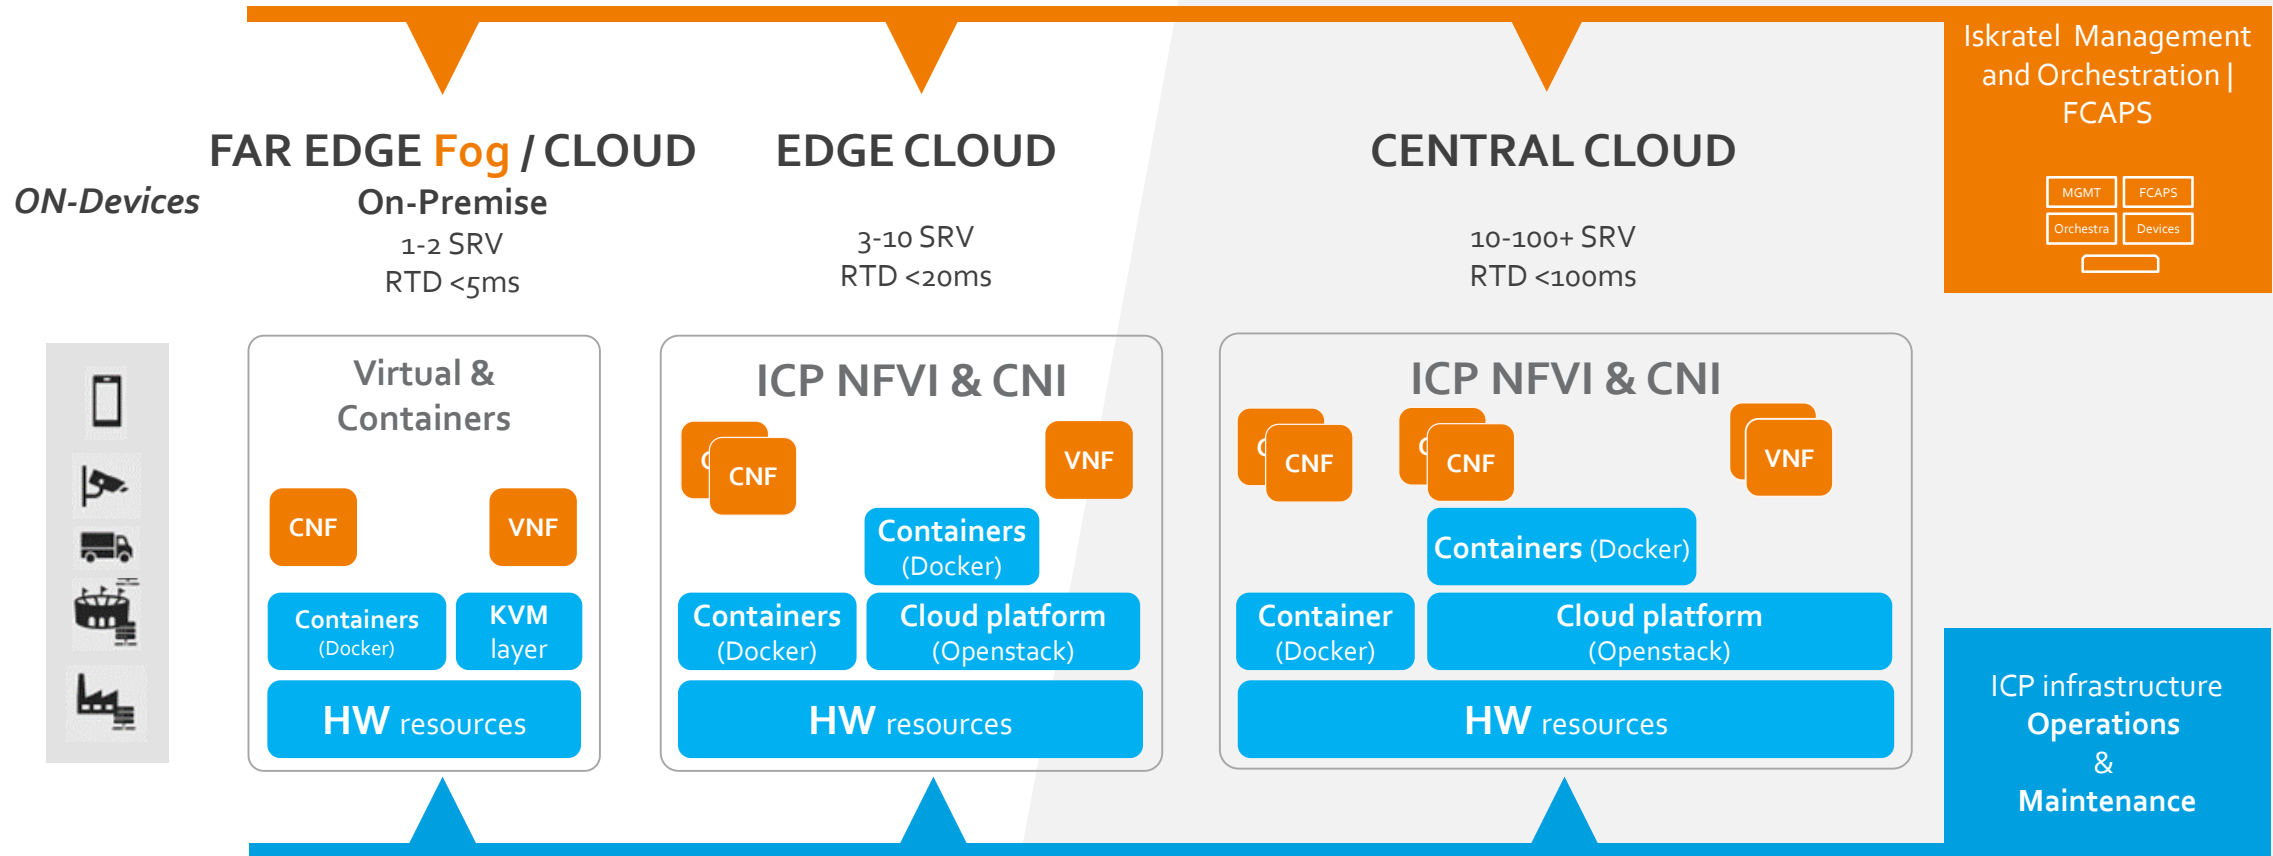 Iskratel Management
and Orchestration |
FCAPS
MGMT
FCAPS
Orchestra
Devices
ON-Devices
FAR EDGE Fog / CLOUD
On-Premise
1-2 SRV
RTD <5ms
EDGE CLOUD
3-10 SRV
RTD <20ms
CENTRAL CLOUD
10-100+ SRV
RTD <100ms
Virtual &
Containers
CNF
VNF
Containers
(Docker)
KVM
layer
HW resources
ICP NFVI & CNI
CNF
VNF
Containers
(Docker)
Containers
(Docker)
Cloud platform
(Openstack)
HW resources
ICP NFVI & CNI
CNF
CNF
VNF
Containers (Docker)
Container
(Docker)
Cloud platform
(Openstack)
HW resources
ICP infrastructure
Operations
&
Maintenance